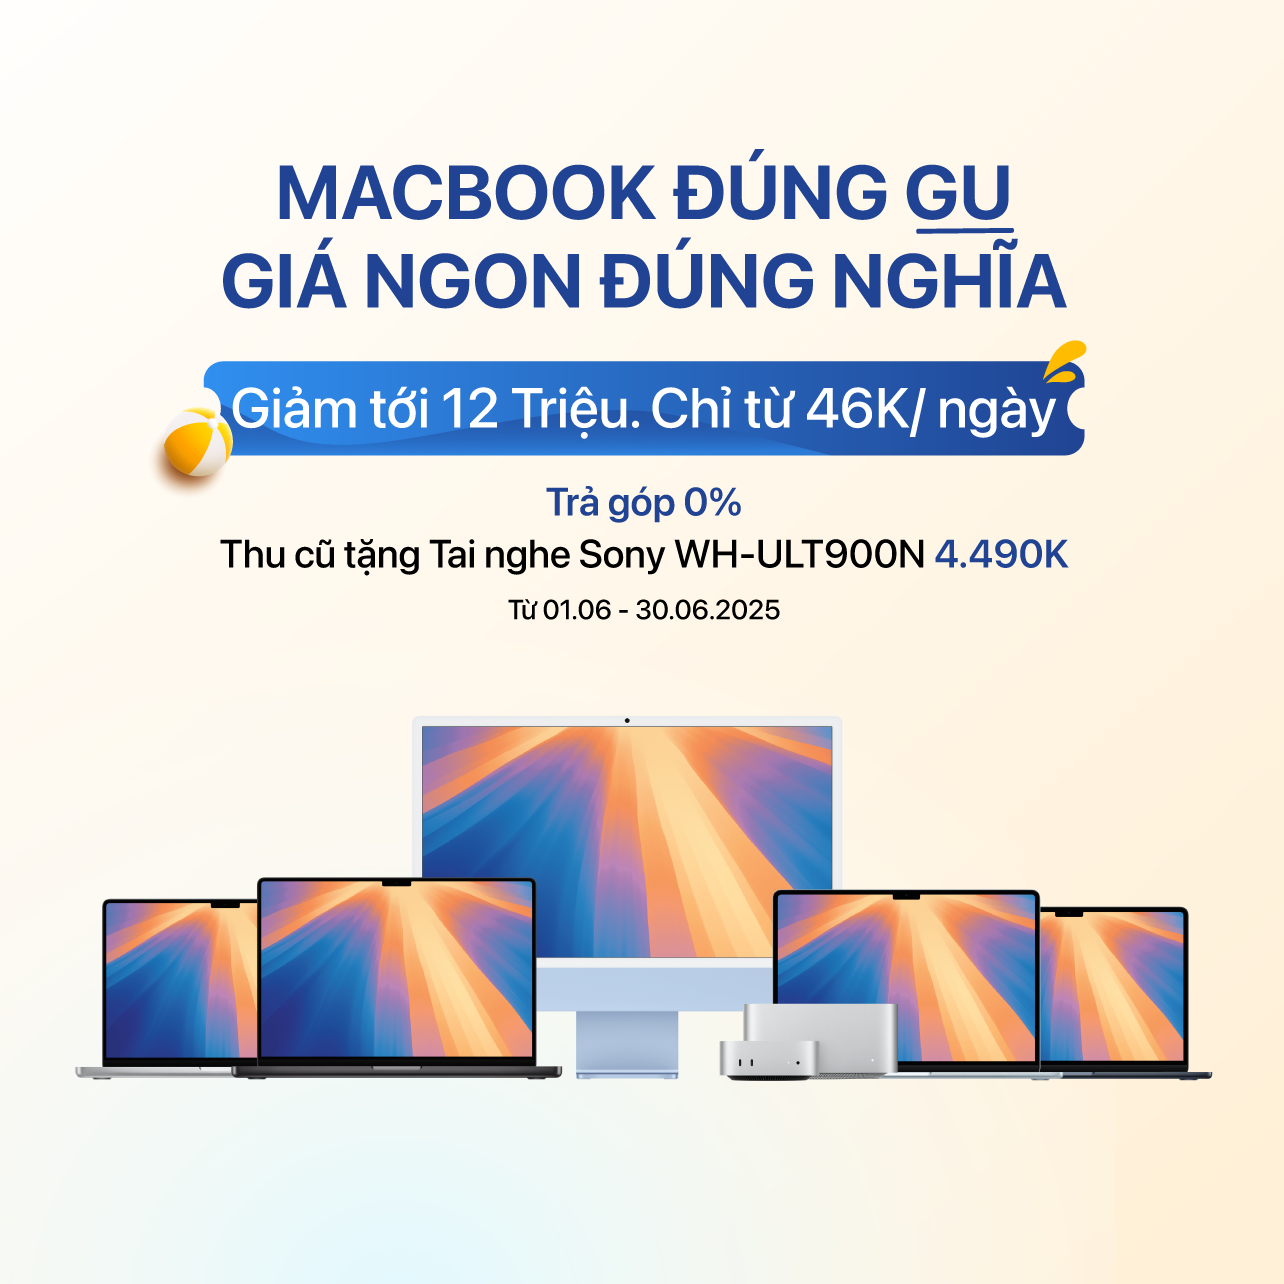 MACBOOK ĐÚNG GU
GIÁ NGON ĐÚNG NGHĨA
Giảm tới 12 Triệu. Chỉ từ 46K/ ngày
Trả góp 0%
Thu cũ tặng Tai nghe Sony WH-ULT900N 4.490K
Từ 01.06 - 30.06.2025